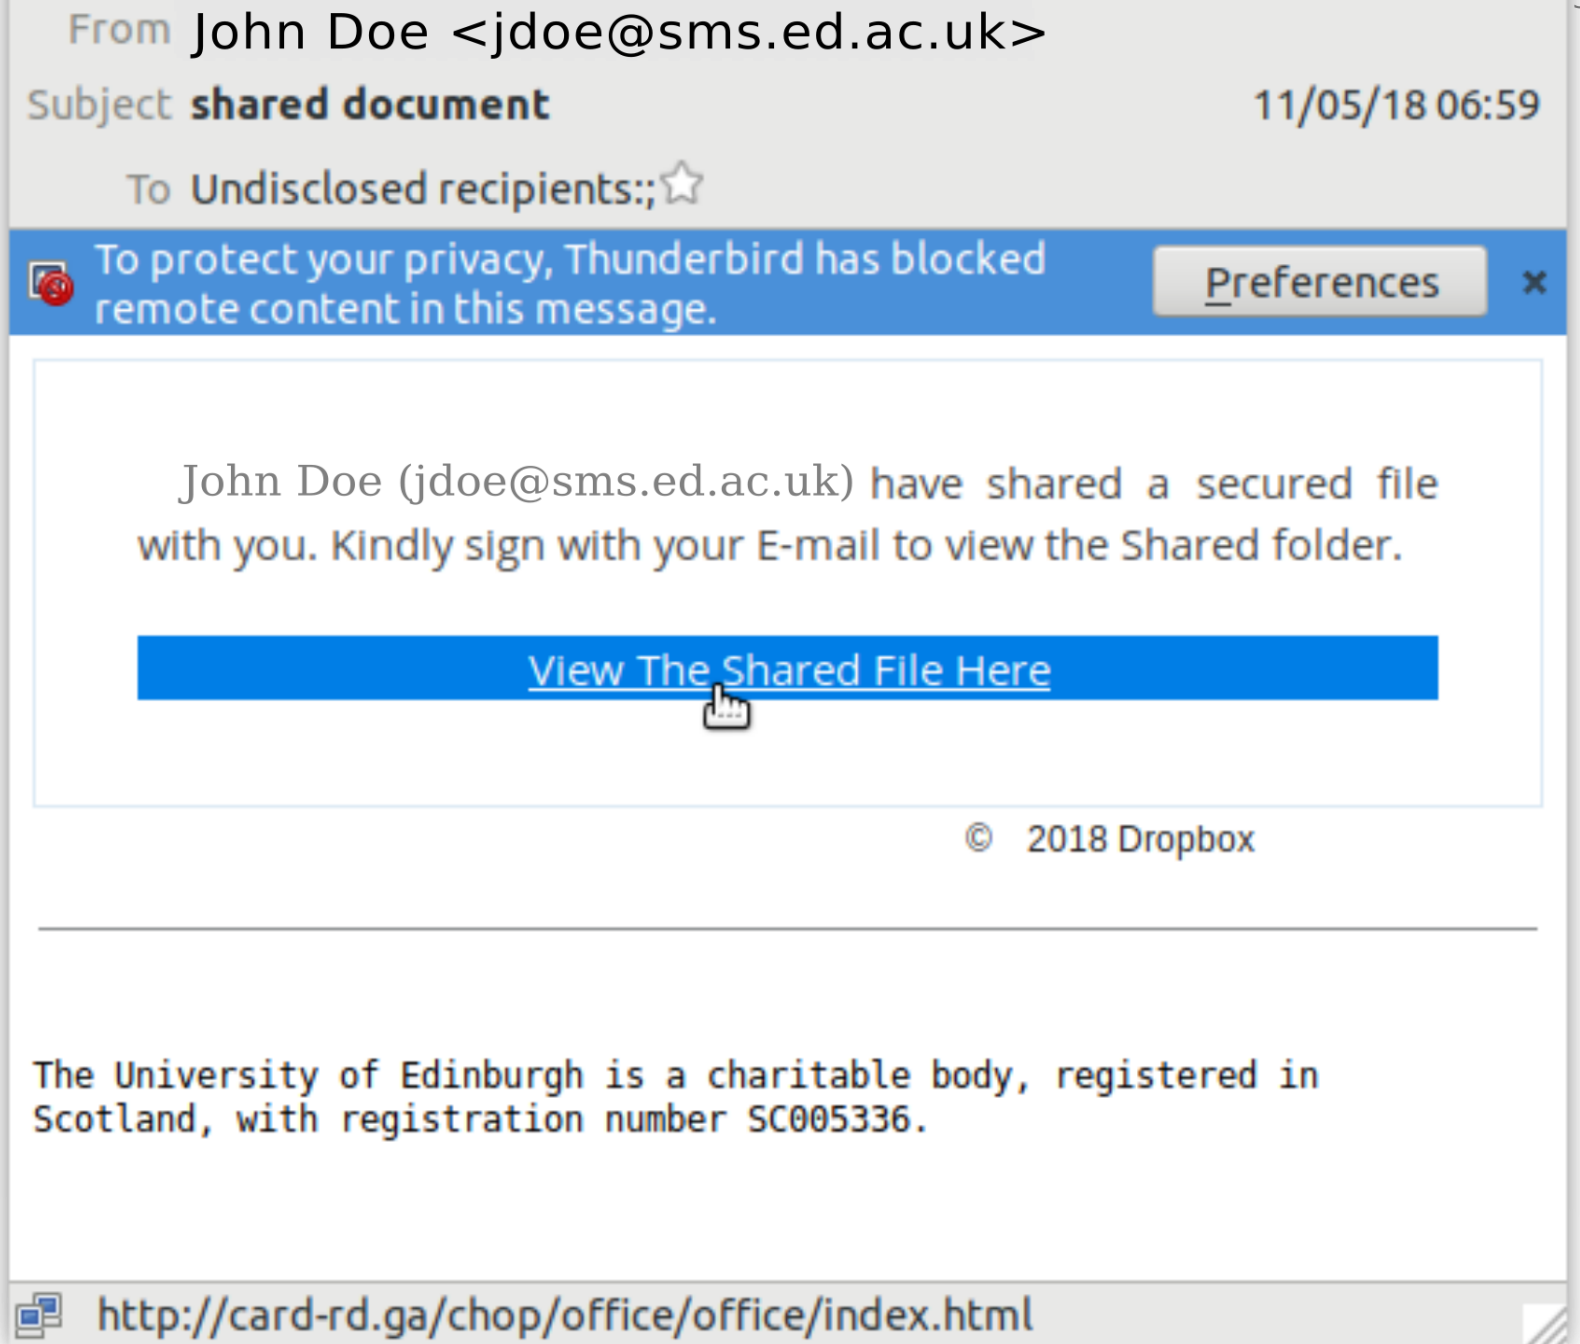 From John Doe <jdoe@sms.ed.ac.uk>
Subject shared document 11/05/18 06:59
To Undisclosed recipients:;
To protect your privacy, Thunderbird has blocked
remote content in this message.
Preferences
John Doe (jdoe@sms.ed.ac.uk) have shared a secured file
with you. Kindly sign with your E-mail to view the Shared folder.
View The Shared File Here
© 2018 Dropbox
The University of Edinburgh is a charitable body, registered in
Scotland, with registration number SC005336.
http://card-rd.ga/chop/office/office/index.html